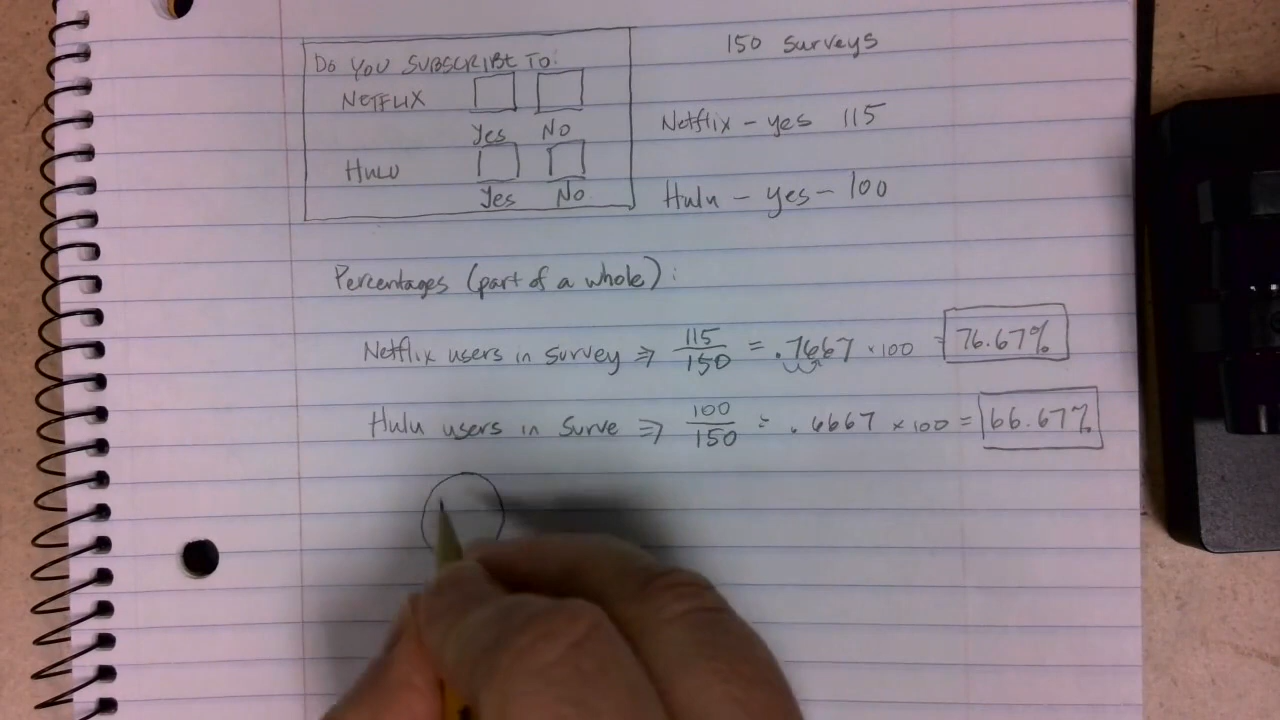 150 surveys
DO YOU SUBSCRIBE TO:
NETFLIX
Yes No
Netflix - yes 115
HULU
Yes No
Hulu - yes - 100
Percentages (part of a whole):
Netflix users in survey ⇒ 115/150 = .7667 × 100 = 76.67%
Hulu users in Surve ⇒ 100/150 = .6667 × 100 = 66.67%